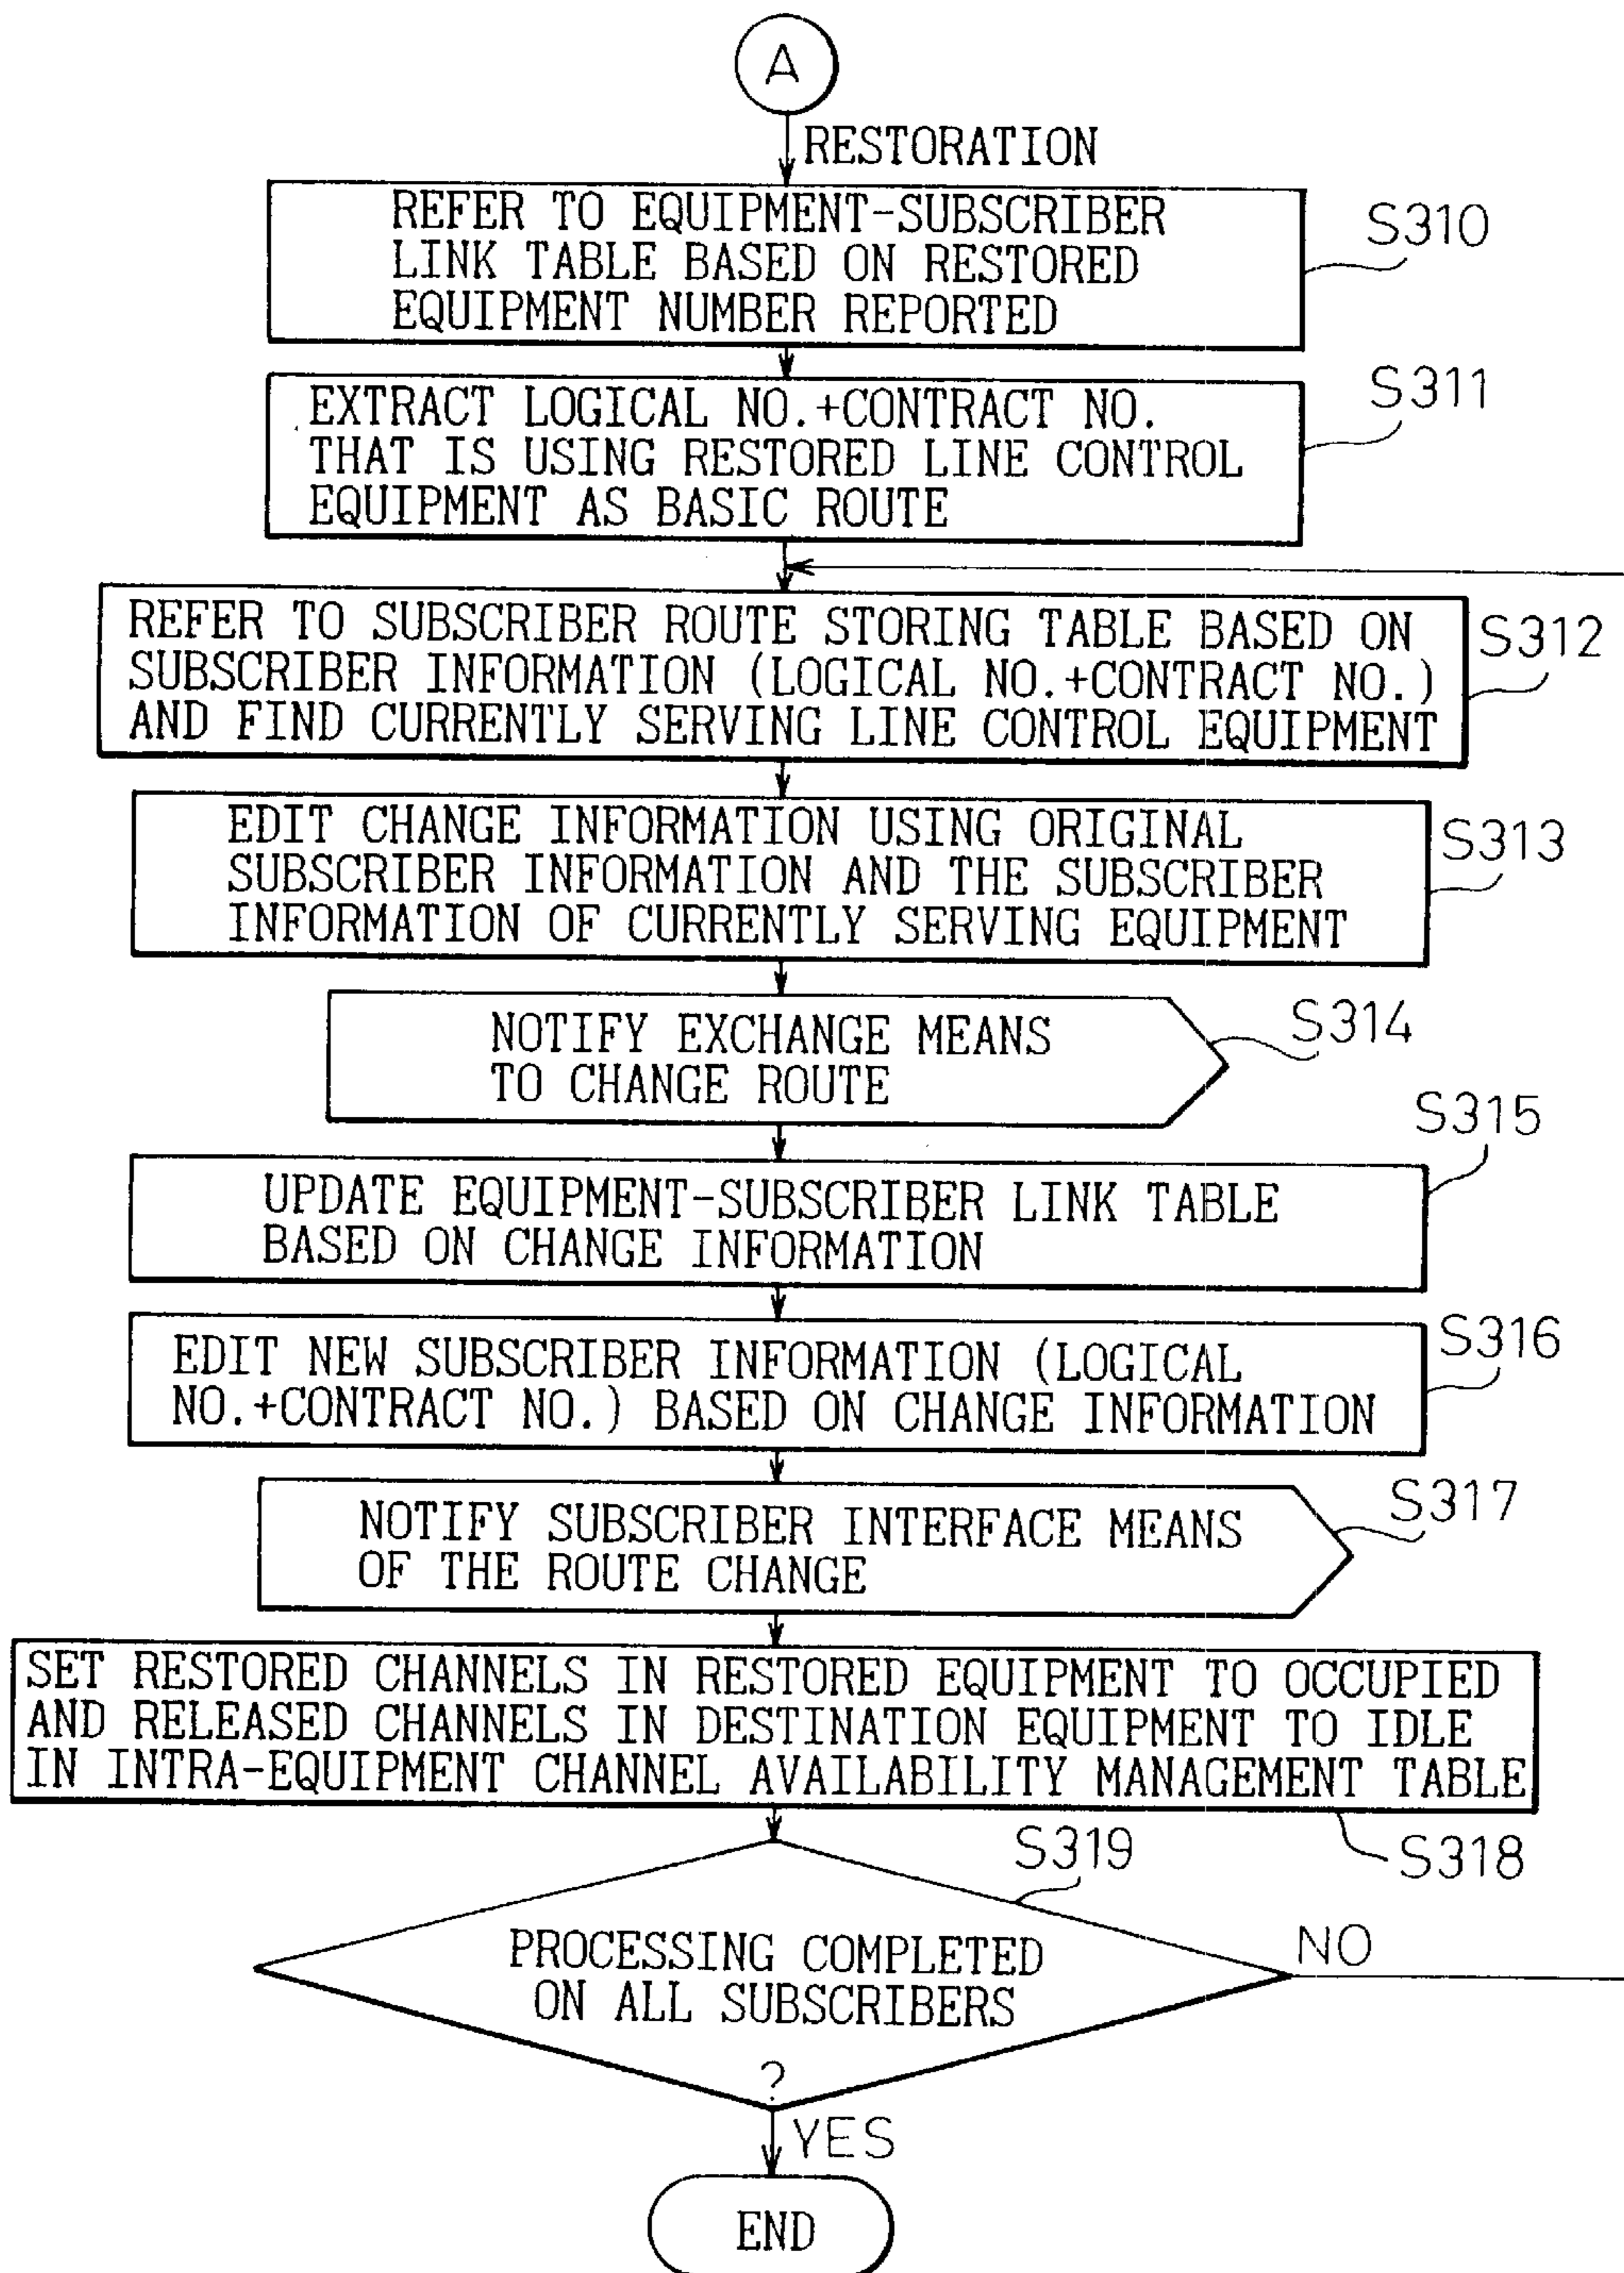 A
RESTORATION
REFER TO EQUIPMENT-SUBSCRIBER
LINK TABLE BASED ON RESTORED
EQUIPMENT NUMBER REPORTED
S310
EXTRACT LOGICAL NO.+CONTRACT NO.
THAT IS USING RESTORED LINE CONTROL
EQUIPMENT AS BASIC ROUTE
S311
REFER TO SUBSCRIBER ROUTE STORING TABLE BASED ON
SUBSCRIBER INFORMATION (LOGICAL NO.+CONTRACT NO.)
AND FIND CURRENTLY SERVING LINE CONTROL EQUIPMENT
S312
EDIT CHANGE INFORMATION USING ORIGINAL
SUBSCRIBER INFORMATION AND THE SUBSCRIBER
INFORMATION OF CURRENTLY SERVING EQUIPMENT
S313
NOTIFY EXCHANGE MEANS
TO CHANGE ROUTE
S314
UPDATE EQUIPMENT-SUBSCRIBER LINK TABLE
BASED ON CHANGE INFORMATION
S315
EDIT NEW SUBSCRIBER INFORMATION (LOGICAL
NO.+CONTRACT NO.) BASED ON CHANGE INFORMATION
S316
NOTIFY SUBSCRIBER INTERFACE MEANS
OF THE ROUTE CHANGE
S317
SET RESTORED CHANNELS IN RESTORED EQUIPMENT TO OCCUPIED
AND RELEASED CHANNELS IN DESTINATION EQUIPMENT TO IDLE
IN INTRA-EQUIPMENT CHANNEL AVAILABILITY MANAGEMENT TABLE
S318
S319
PROCESSING COMPLETED
ON ALL SUBSCRIBERS
?
NO
YES
END